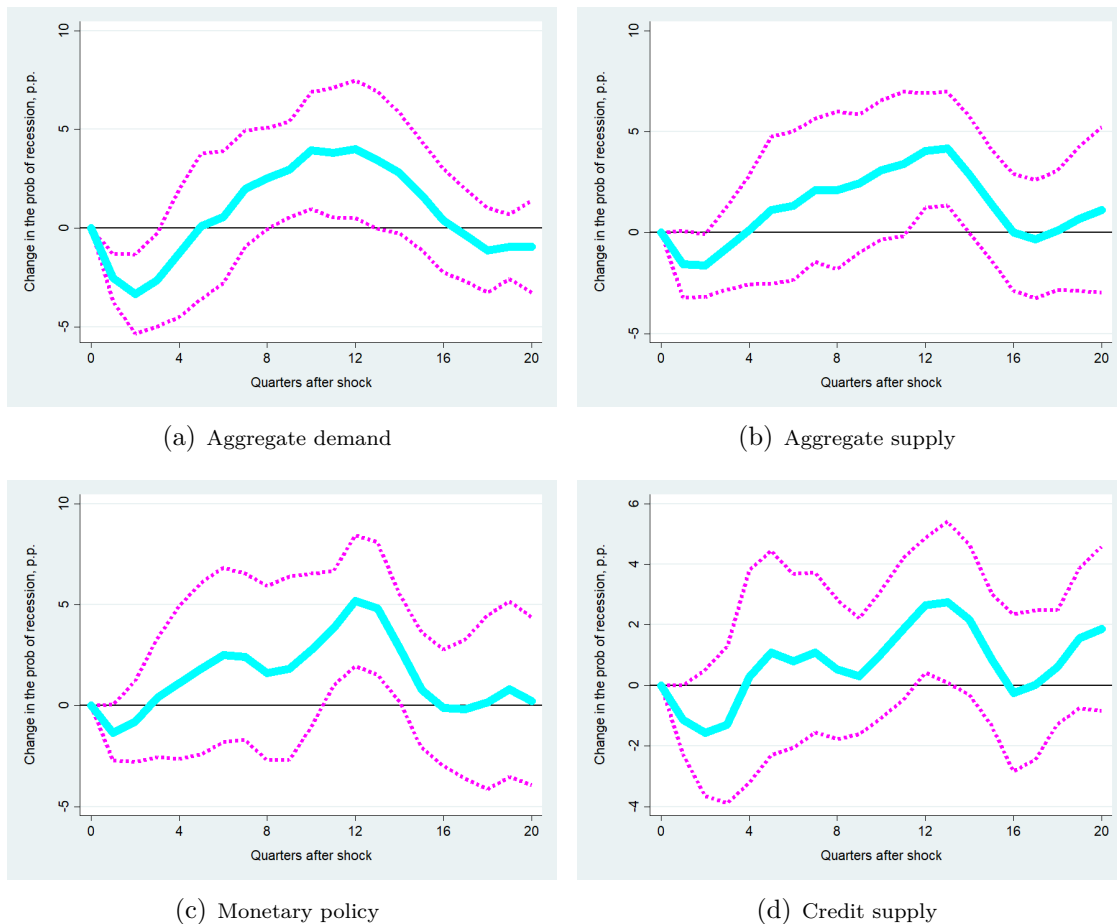 10
5
0
-5
Change in the prob of recession, p.p.
0 4 8 12 16 20
Quarters after shock
(a) Aggregate demand
10
5
0
-5
Change in the prob of recession, p.p.
0 4 8 12 16 20
Quarters after shock
(b) Aggregate supply
10
5
0
-5
Change in the prob of recession, p.p.
0 4 8 12 16 20
Quarters after shock
(c) Monetary policy
6
4
2
0
-2
-4
Change in the prob of recession, p.p.
0 4 8 12 16 20
Quarters after shock
(d) Credit supply